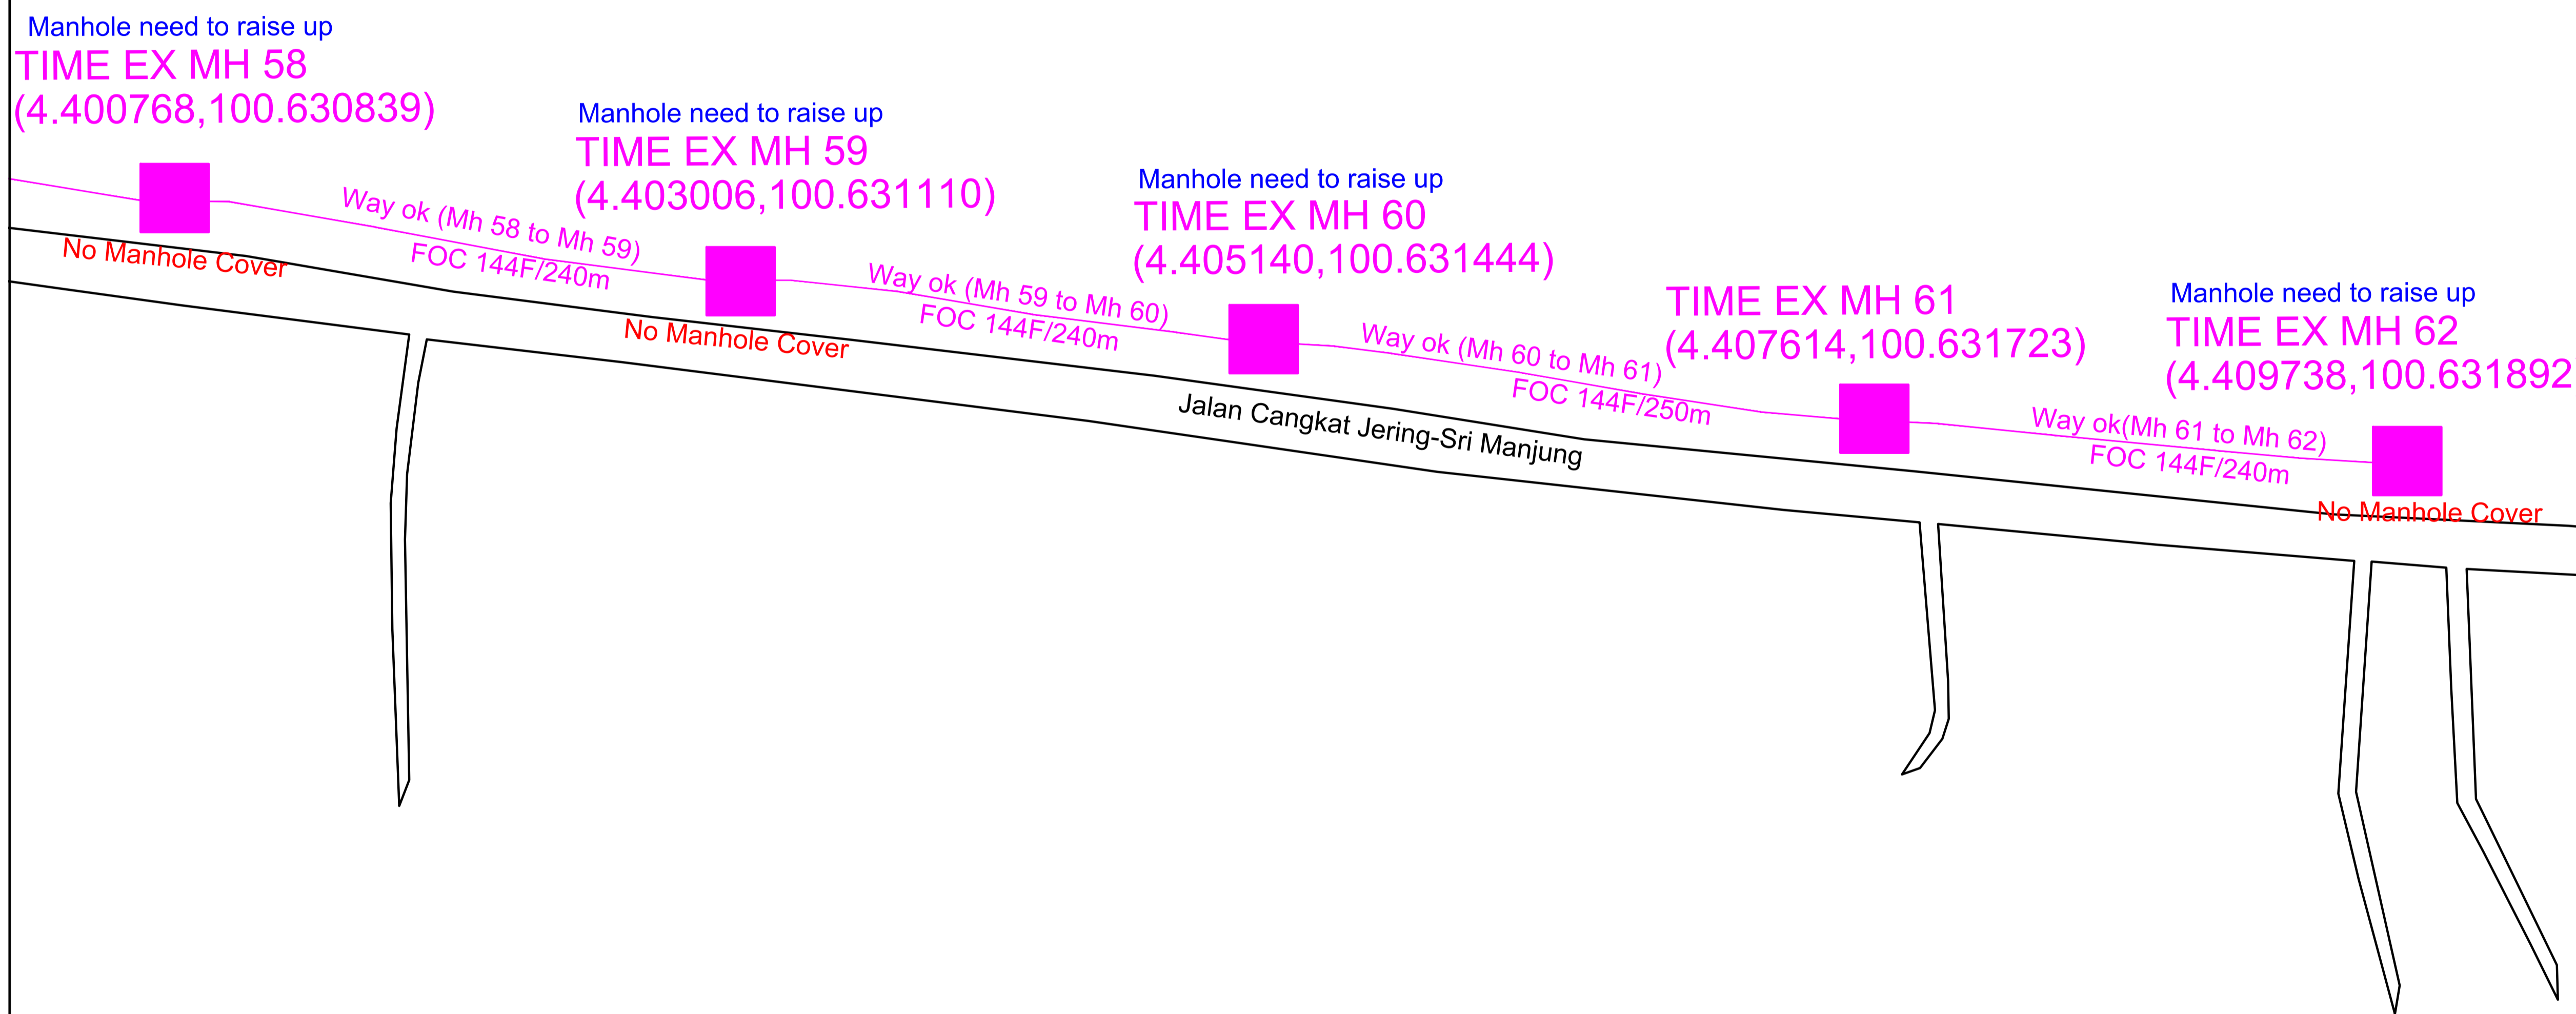 Manhole need to raise up
TIME EX MH 58
(4.400768,100.630839)
No Manhole Cover
Way ok (Mh 58 to Mh 59)
FOC 144F/240m
Manhole need to raise up
TIME EX MH 59
(4.403006,100.631110)
No Manhole Cover
Way ok (Mh 59 to Mh 60)
FOC 144F/240m
Manhole need to raise up
TIME EX MH 60
(4.405140,100.631444)
Way ok (Mh 60 to Mh 61)
FOC 144F/250m
Jalan Cangkat Jering-Sri Manjung
TIME EX MH 61
(4.407614,100.631723)
Way ok(Mh 61 to Mh 62)
FOC 144F/240m
Manhole need to raise up
TIME EX MH 62
(4.409738,100.631892
No Manhole Cover